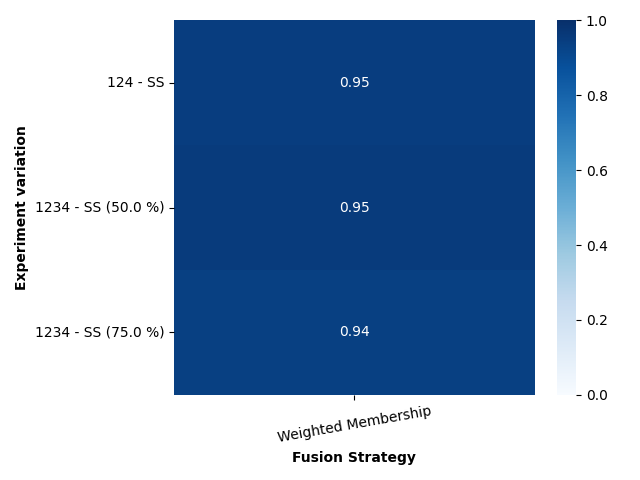 Experiment variation
124 - SS
1234 - SS (50.0 %)
1234 - SS (75.0 %)
0.95
0.95
0.94
Weighted Membership
Fusion Strategy
1.0
0.8
0.6
0.4
0.2
0.0